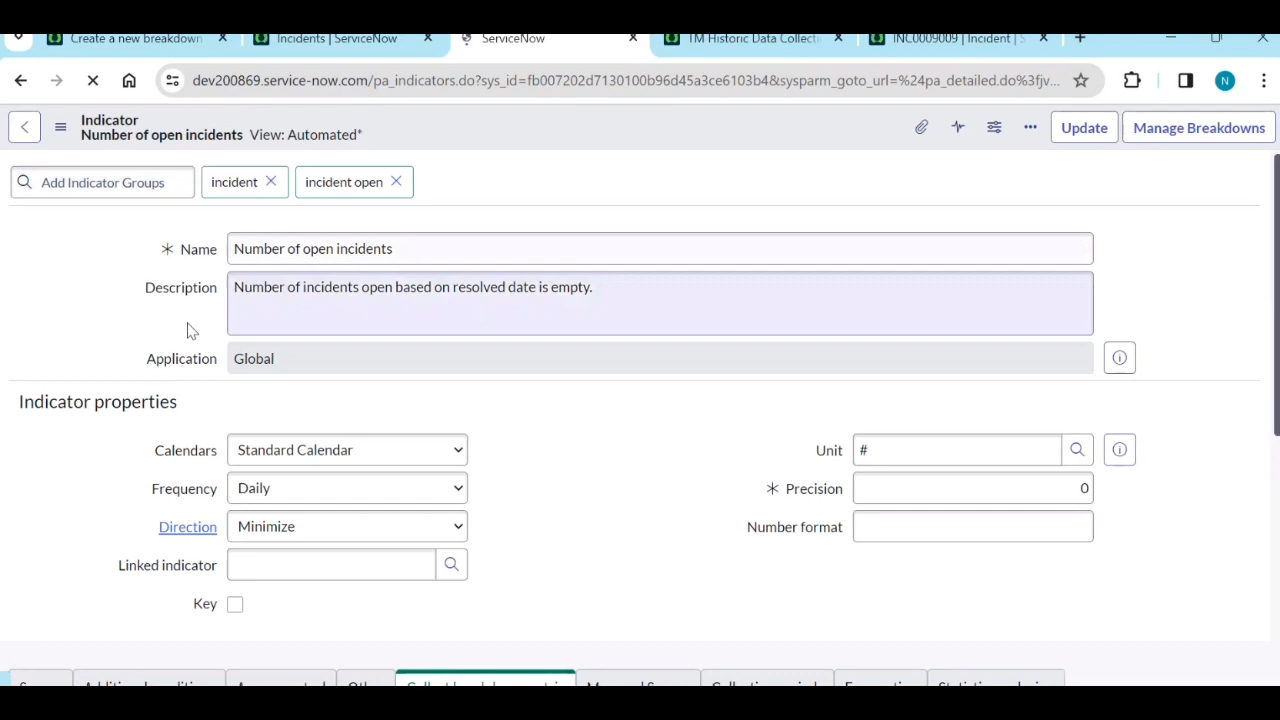 Create a new breakdown
Incidents | ServiceNow
ServiceNow
TM Historic Data Collect
INC0009009 | Incident | S
dev200869.service-now.com/pa_indicators.do?sys_id=fb007202d7130100b96d45a3ce6103b4&sysparm_goto_url=%24pa_detailed.do%3fjv...
N
Indicator
Number of open incidents View: Automated*
Update
Manage Breakdowns
Add Indicator Groups
incident
incident open
Name
Number of open incidents
Description
Number of incidents open based on resolved date is empty.
Application
Global
Indicator properties
Calendars
Standard Calendar
Unit
#
Frequency
Daily
Precision
0
Direction
Minimize
Number format
Linked indicator
Key